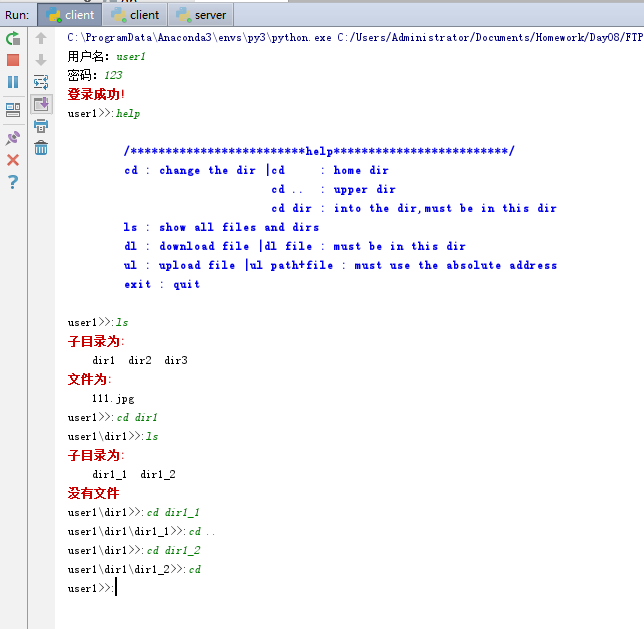 Run: client client server
C:\ProgramData\Anaconda3\envs\py3\python.exe C:/Users/Administrator/Documents/Homework/Day08/FTP
用户名：user1
密码：123
登录成功!
user1>>:help
/*************************help*************************/
cd : change the dir |cd     : home dir
cd ..  : upper dir
cd dir : into the dir,must be in this dir
ls : show all files and dirs
dl : download file |dl file : must be in this dir
ul : upload file |ul path+file : must use the absolute address
exit : quit
user1>>:ls
子目录为:
dir1  dir2  dir3
文件为:
111.jpg
user1>>:cd dir1
user1\dir1>>:ls
子目录为:
dir1_1  dir1_2
没有文件
user1\dir1>>:cd dir1_1
user1\dir1\dir1_1>>:cd ..
user1\dir1>>:cd dir1_2
user1\dir1\dir1_2>>:cd
user1>>: